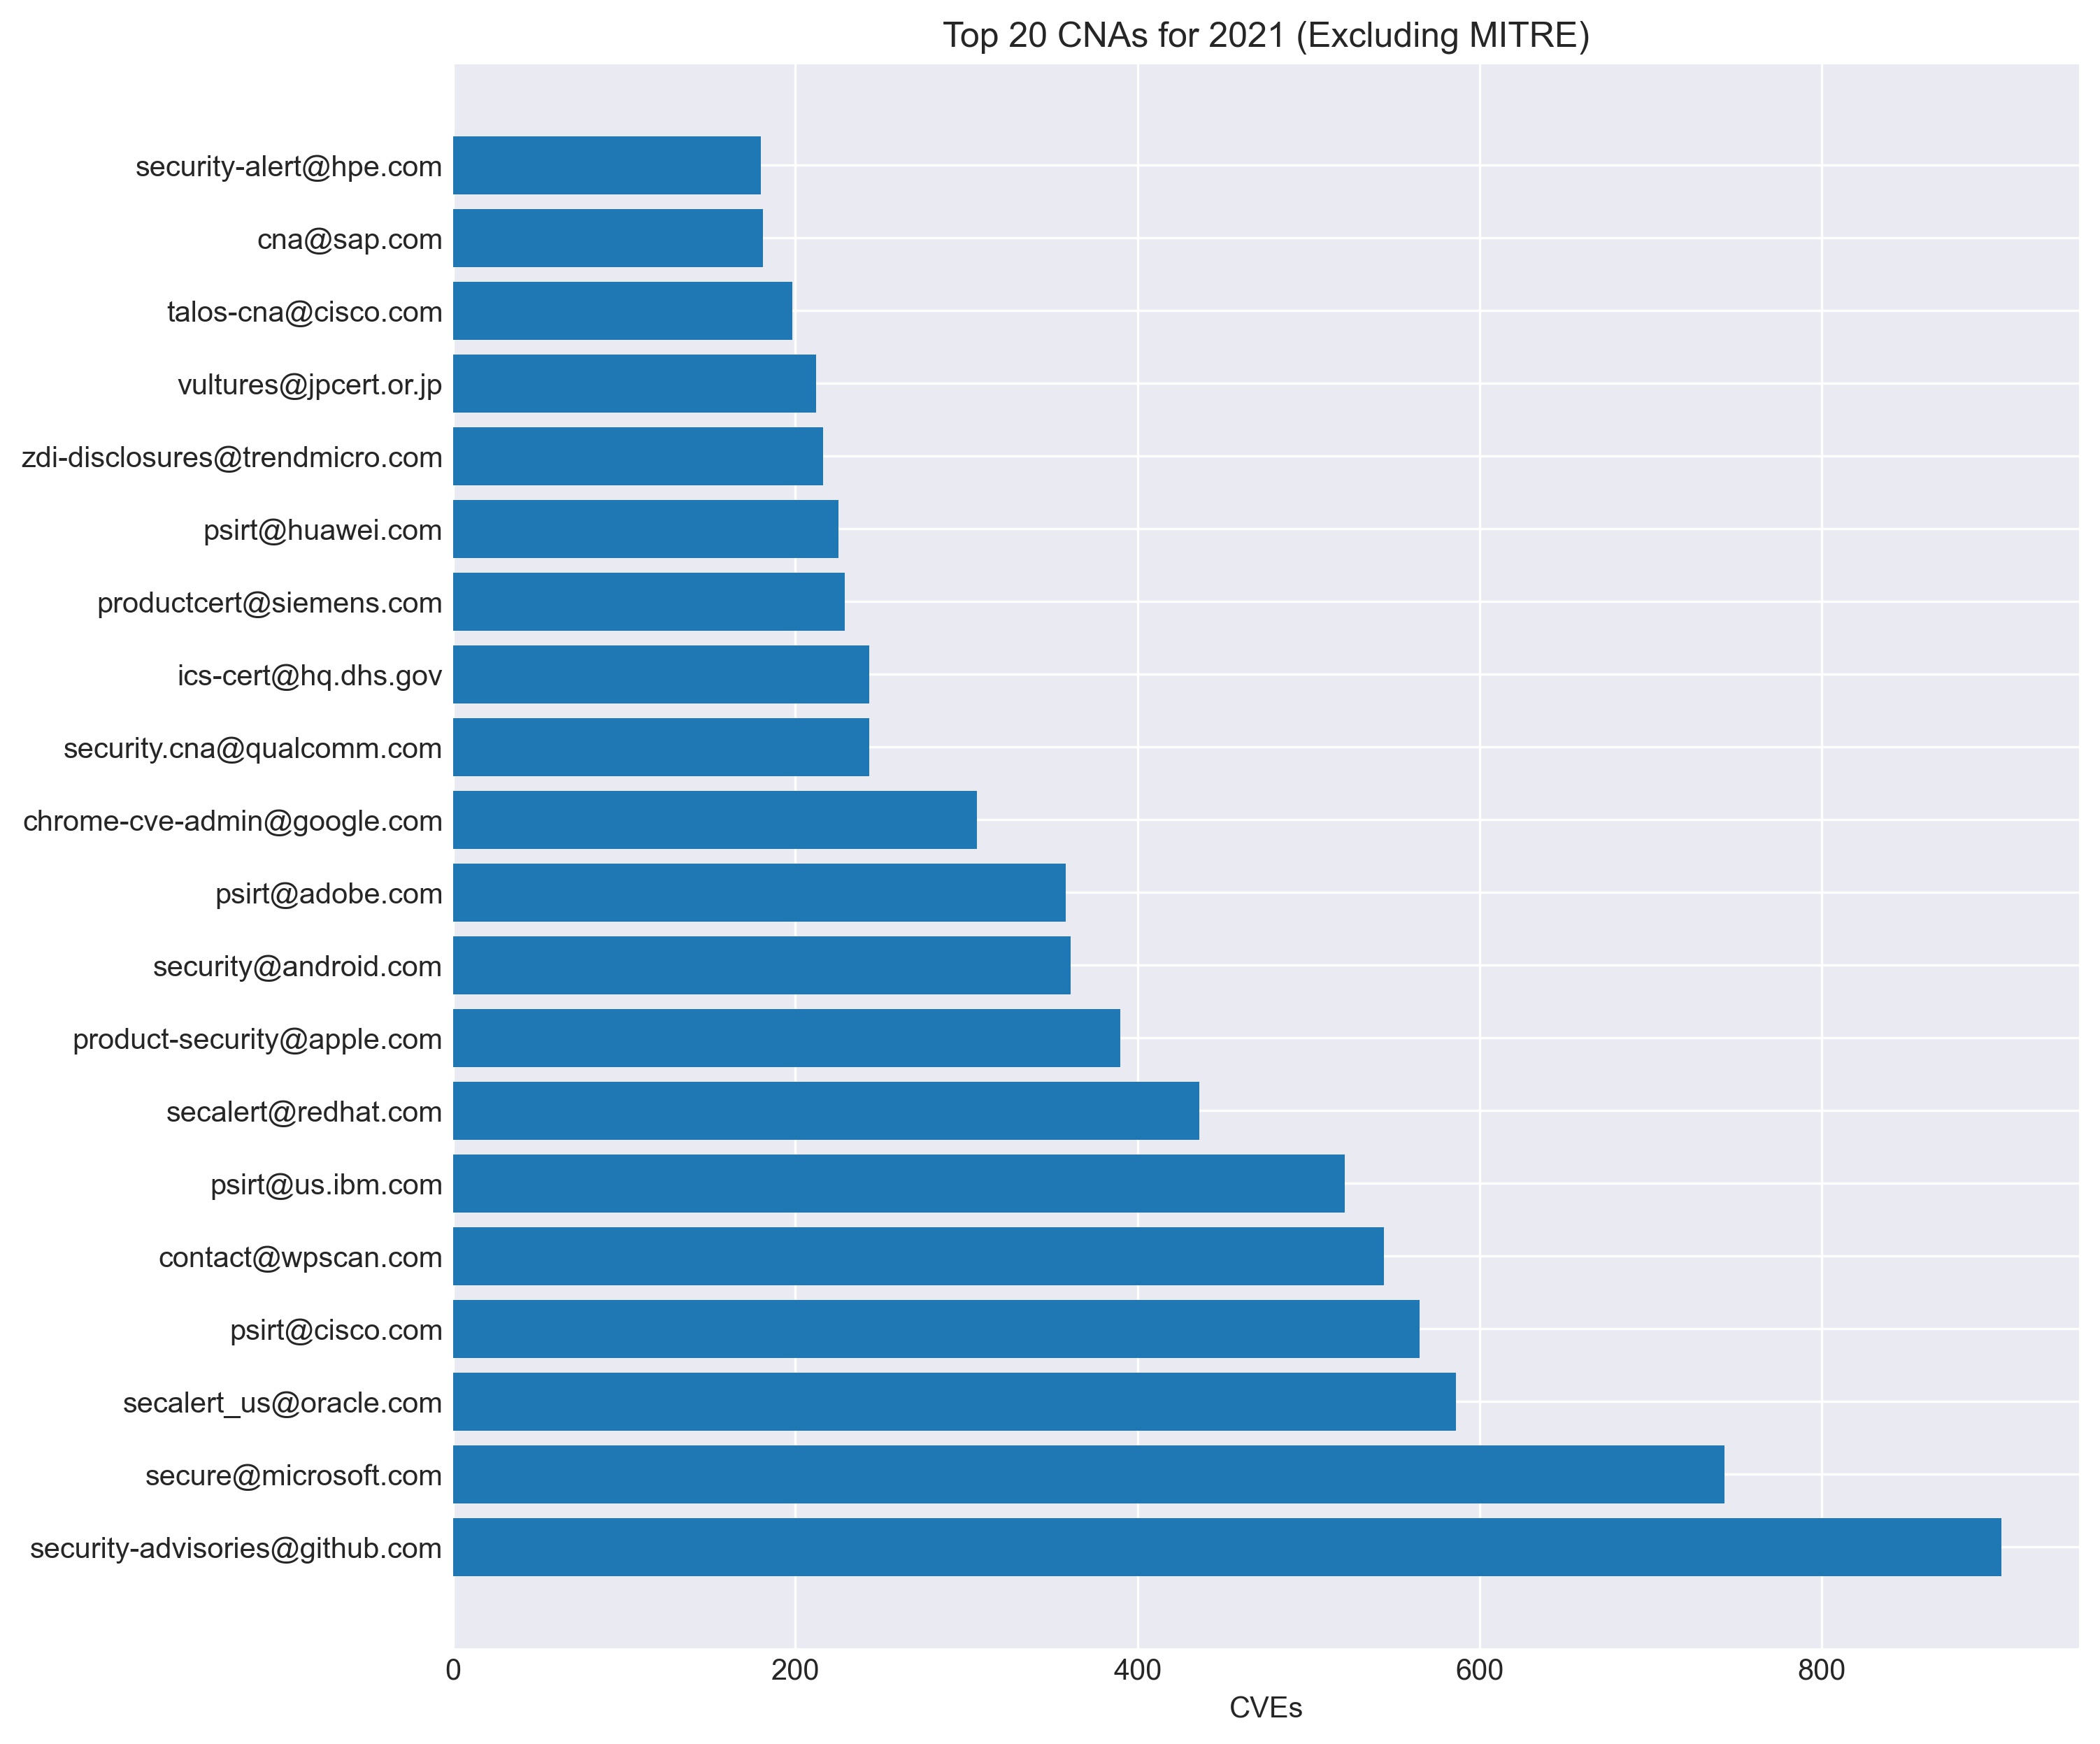 Top 20 CNAs for 2021 (Excluding MITRE)
security-alert@hpe.com
cna@sap.com
talos-cna@cisco.com
vultures@jpcert.or.jp
zdi-disclosures@trendmicro.com
psirt@huawei.com
productcert@siemens.com
ics-cert@hq.dhs.gov
security.cna@qualcomm.com
chrome-cve-admin@google.com
psirt@adobe.com
security@android.com
product-security@apple.com
secalert@redhat.com
psirt@us.ibm.com
contact@wpscan.com
psirt@cisco.com
secalert_us@oracle.com
secure@microsoft.com
security-advisories@github.com
0 200 400 600 800
CVEs